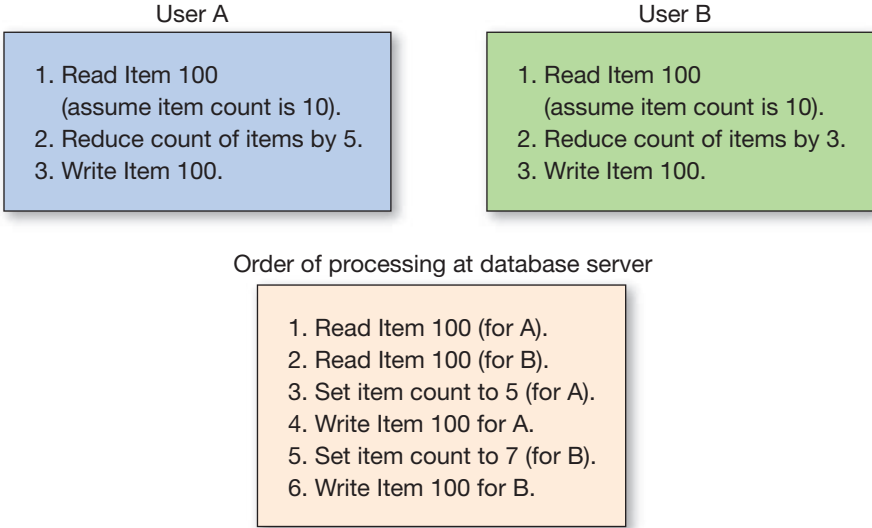 User A
1. Read Item 100
(assume item count is 10).
2. Reduce count of items by 5.
3. Write Item 100.
User B
1. Read Item 100
(assume item count is 10).
2. Reduce count of items by 3.
3. Write Item 100.
Order of processing at database server
1. Read Item 100 (for A).
2. Read Item 100 (for B).
3. Set item count to 5 (for A).
4. Write Item 100 for A.
5. Set item count to 7 (for B).
6. Write Item 100 for B.